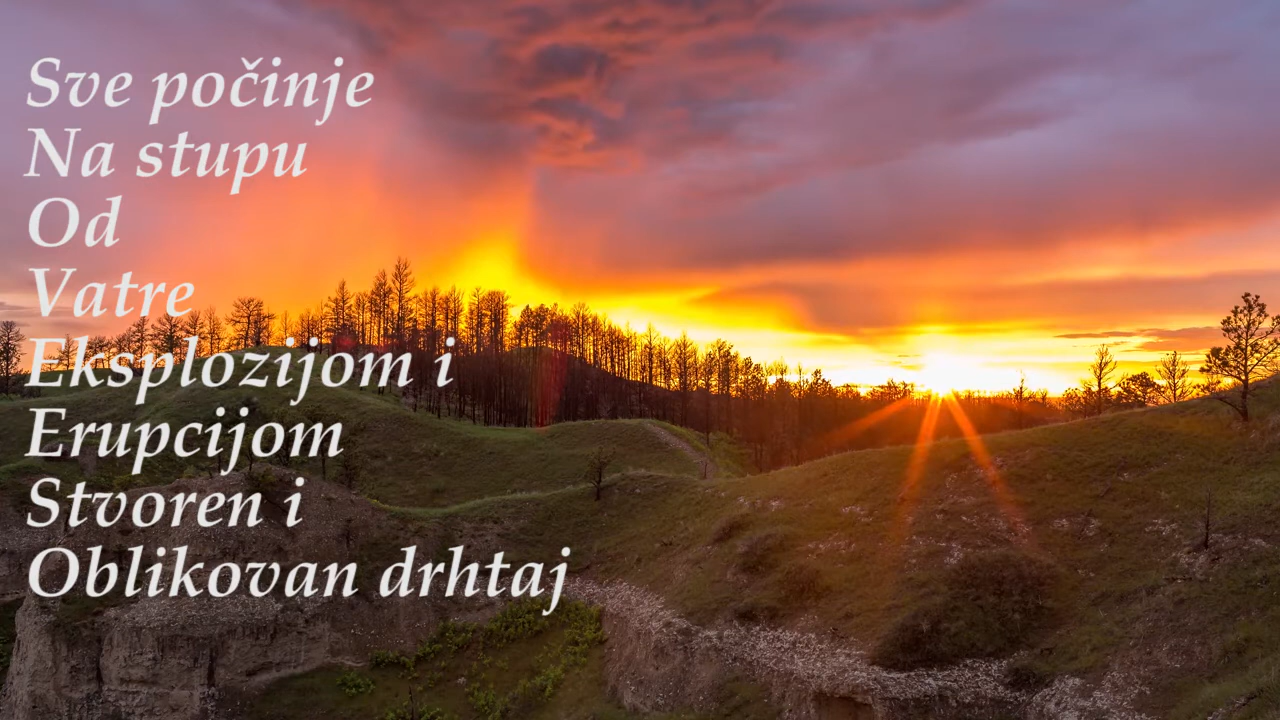 Sve počinje
Na stupu
Od
Vatre
Eksplozijom i
Erupcijom
Stvoren i
Oblikovan drhtaj